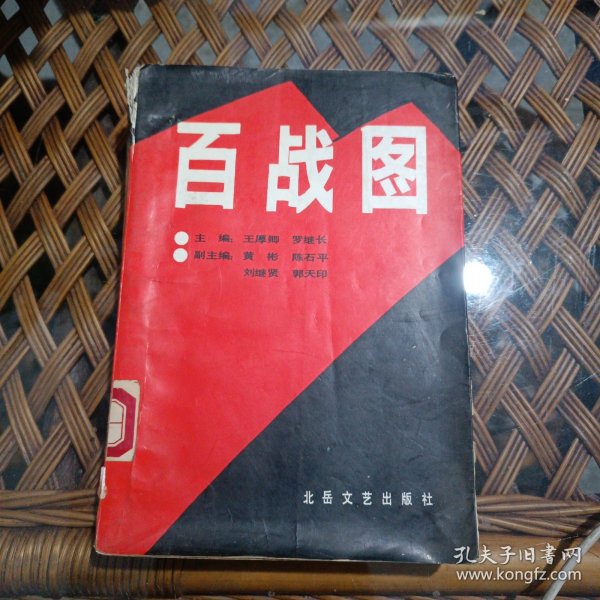 百战图
主 编：王厚卿 罗继长
副主编：黄 彬 陈石平
刘继贤 郭天印
北岳文艺出版社
孔夫子旧書网
www.kongfz.com